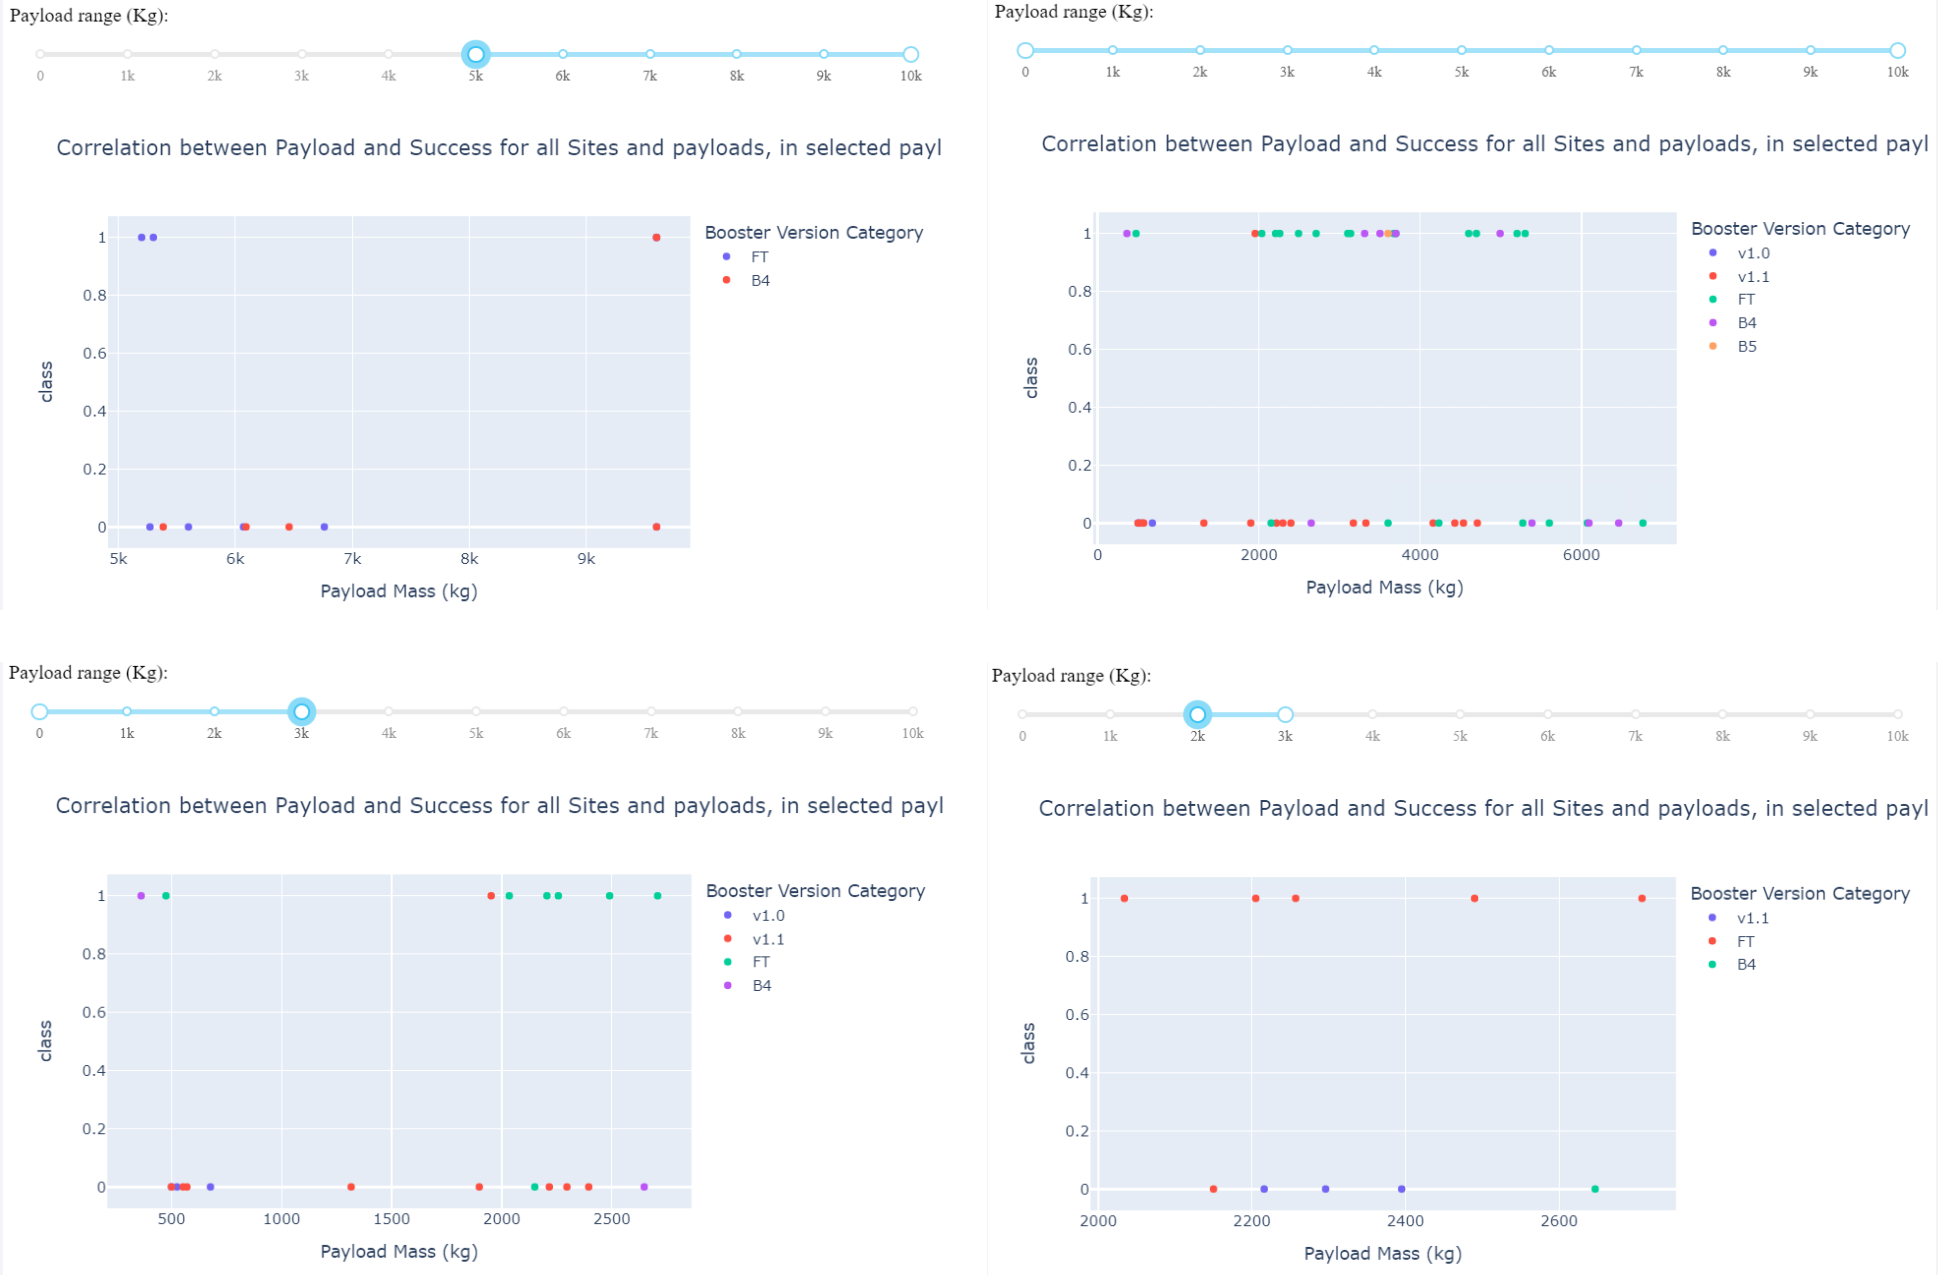 Payload range (Kg):
0 1k 2k 3k 4k 5k 6k 7k 8k 9k 10k
Correlation between Payload and Success for all Sites and payloads, in selected payl
Booster Version Category
FT
B4
1
0.8
0.6
0.4
0.2
0
class
5k 6k 7k 8k 9k
Payload Mass (kg)
Payload range (Kg):
0 1k 2k 3k 4k 5k 6k 7k 8k 9k 10k
Correlation between Payload and Success for all Sites and payloads, in selected payl
Booster Version Category
v1.0
v1.1
FT
B4
B5
1
0.8
0.6
0.4
0.2
0
class
0 2000 4000 6000
Payload Mass (kg)
Payload range (Kg):
0 1k 2k 3k 4k 5k 6k 7k 8k 9k 10k
Correlation between Payload and Success for all Sites and payloads, in selected payl
Booster Version Category
v1.0
v1.1
FT
B4
1
0.8
0.6
0.4
0.2
0
class
500 1000 1500 2000 2500
Payload Mass (kg)
Payload range (Kg):
0 1k 2k 3k 4k 5k 6k 7k 8k 9k 10k
Correlation between Payload and Success for all Sites and payloads, in selected payl
Booster Version Category
v1.1
FT
B4
1
0.8
0.6
0.4
0.2
0
class
2000 2200 2400 2600
Payload Mass (kg)